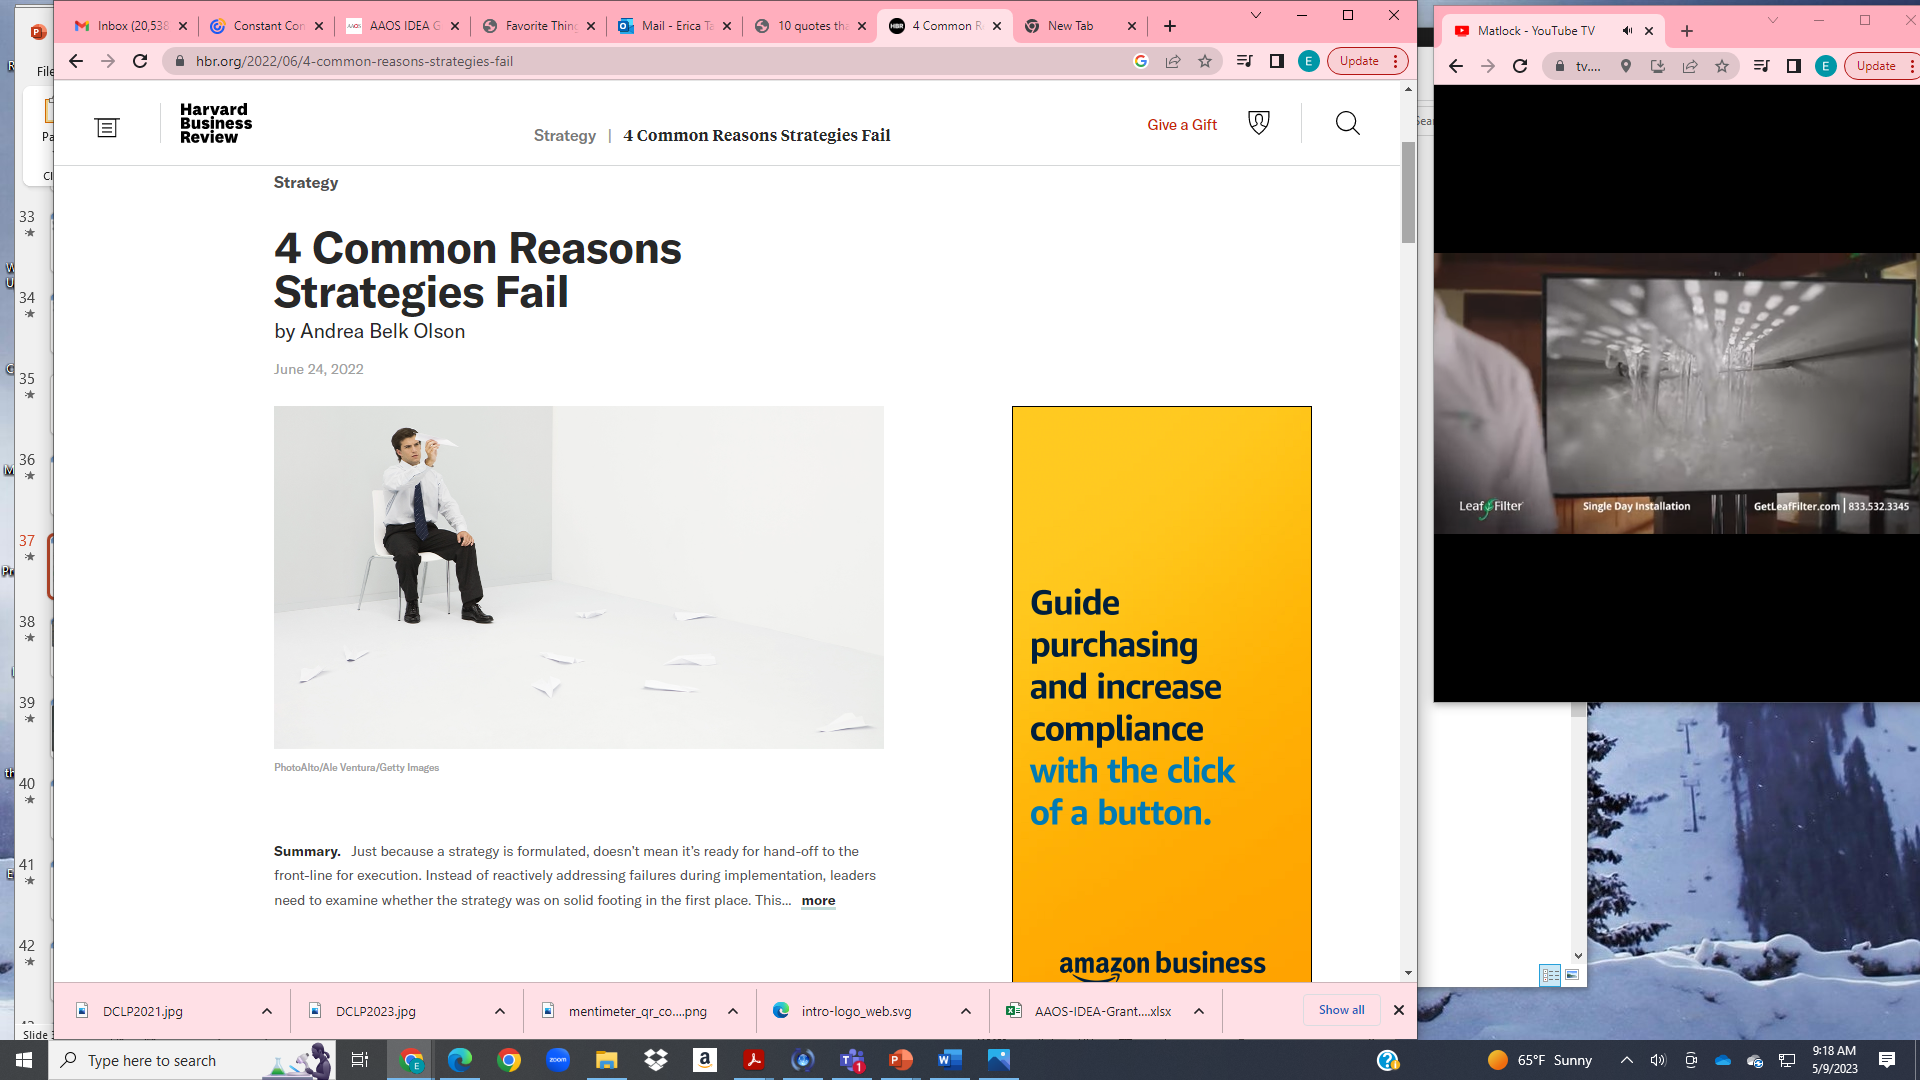 Inbox (20,538
Constant Con
AAOS IDEA G
Favorite Thing
Mail - Erica Ta
10 quotes tha
4 Common R
New Tab
hbr.org/2022/06/4-common-reasons-strategies-fail
Update
Harvard
Business
Review
Strategy | 4 Common Reasons Strategies Fail
Give a Gift
Strategy
4 Common Reasons
Strategies Fail
by Andrea Belk Olson
June 24, 2022
PhotoAlto/Ale Ventura/Getty Images
Summary. Just because a strategy is formulated, doesn't mean it's ready for hand-off to the
front-line for execution. Instead of reactively addressing failures during implementation, leaders
need to examine whether the strategy was on solid footing in the first place. This... more
Guide
purchasing
and increase
compliance
with the click
of a button.
amazon business
Matlock - YouTube TV
tv....
Update
LeafFilter
Single Day Installation
GetLeafFilter.com | 833.532.3345
File
33
34
35
36
37
38
39
40
41
42
DCLP2021.jpg
DCLP2023.jpg
mentimeter_qr_co....png
intro-logo_web.svg
AAOS-IDEA-Grant....xlsx
Show all
Type here to search
zoom
65°F Sunny
9:18 AM
5/9/2023